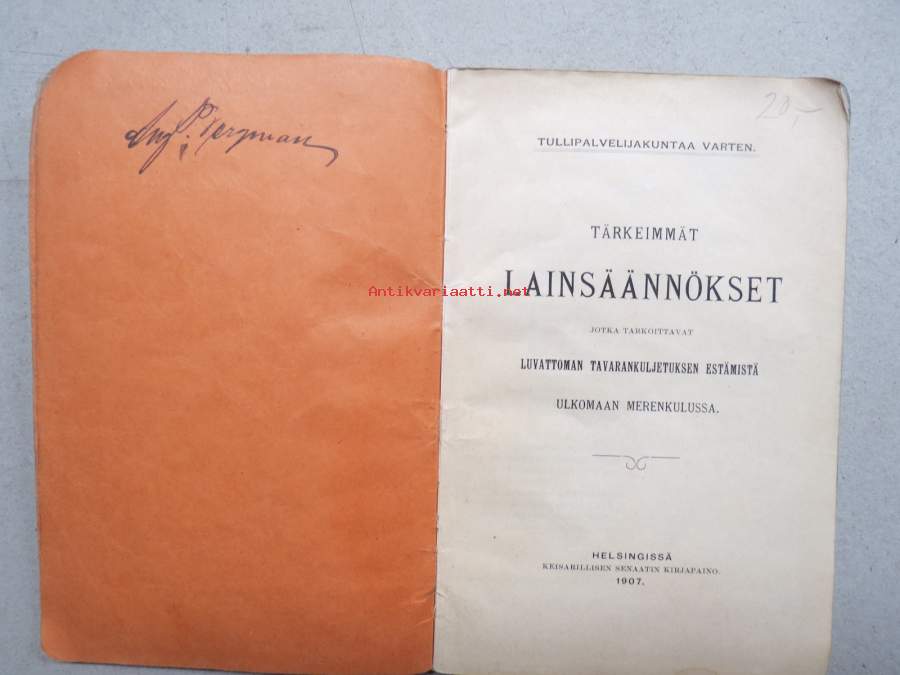 20,-
TULLIPALVELIJAKUNTAA VARTEN.
TÄRKEIMMÄT
LAINSÄÄNNÖKSET
Antikvariaatti.net
JOTKA TARKOITTAVAT
LUVATTOMAN TAVARANKULJETUKSEN ESTÄMISTÄ
ULKOMAAN MERENKULUSSA.
HELSINGISSÄ
KEISARILLISEN SENAATIN KIRJAPAINO.
1907.